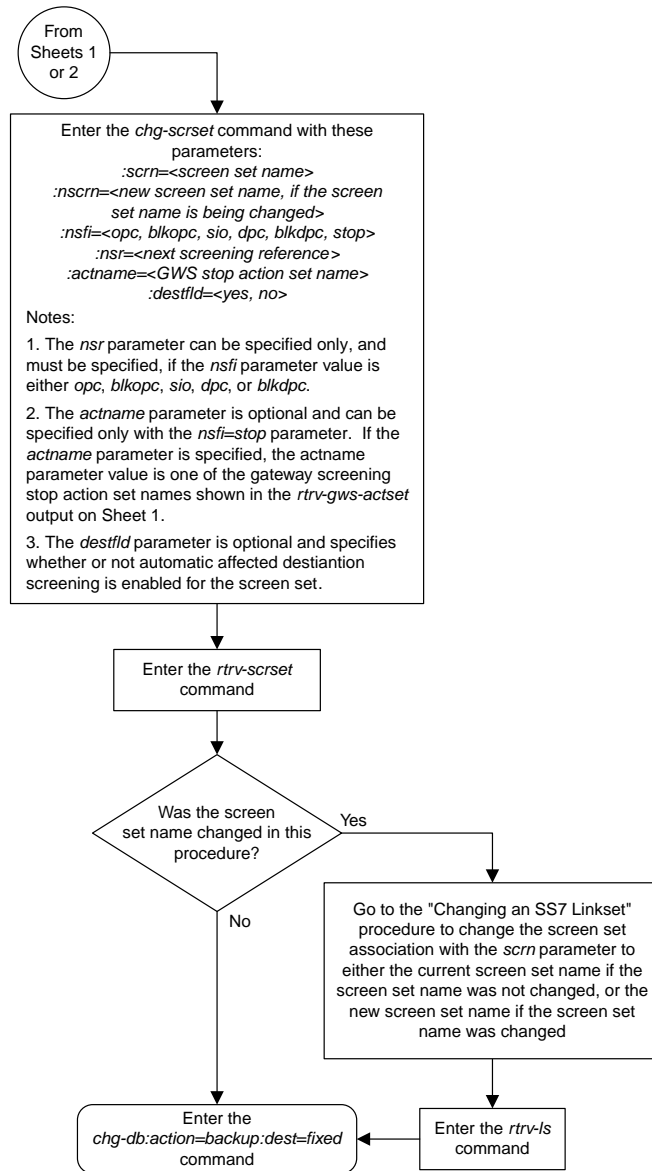 From
Sheets 1
or 2
Enter the chg-scrset command with these
parameters:
:scrn=<screen set name>
:nscrn=<new screen set name, if the screen
set name is being changed>
:nsfi=<opc, blkopc, sio, dpc, blkdpc, stop>
:nsr=<next screening reference>
:actname=<GWS stop action set name>
:destfld=<yes, no>
Notes:
1. The nsr parameter can be specified only, and
must be specified, if the nsfi parameter value is
either opc, blkopc, sio, dpc, or blkdpc.
2. The actname parameter is optional and can be
specified only with the nsfi=stop parameter. If the
actname parameter is specified, the actname
parameter value is one of the gateway screening
stop action set names shown in the rtrv-gws-actset
output on Sheet 1.
3. The destfld parameter is optional and specifies
whether or not automatic affected destiantion
screening is enabled for the screen set.
Enter the rtrv-scrset
command
Was the screen
set name changed in this
procedure?
Yes
No
Go to the "Changing an SS7 Linkset"
procedure to change the screen set
association with the scrn parameter to
either the current screen set name if the
screen set name was not changed, or the
new screen set name if the screen set
name was changed
Enter the rtrv-ls
command
Enter the
chg-db:action=backup:dest=fixed
command